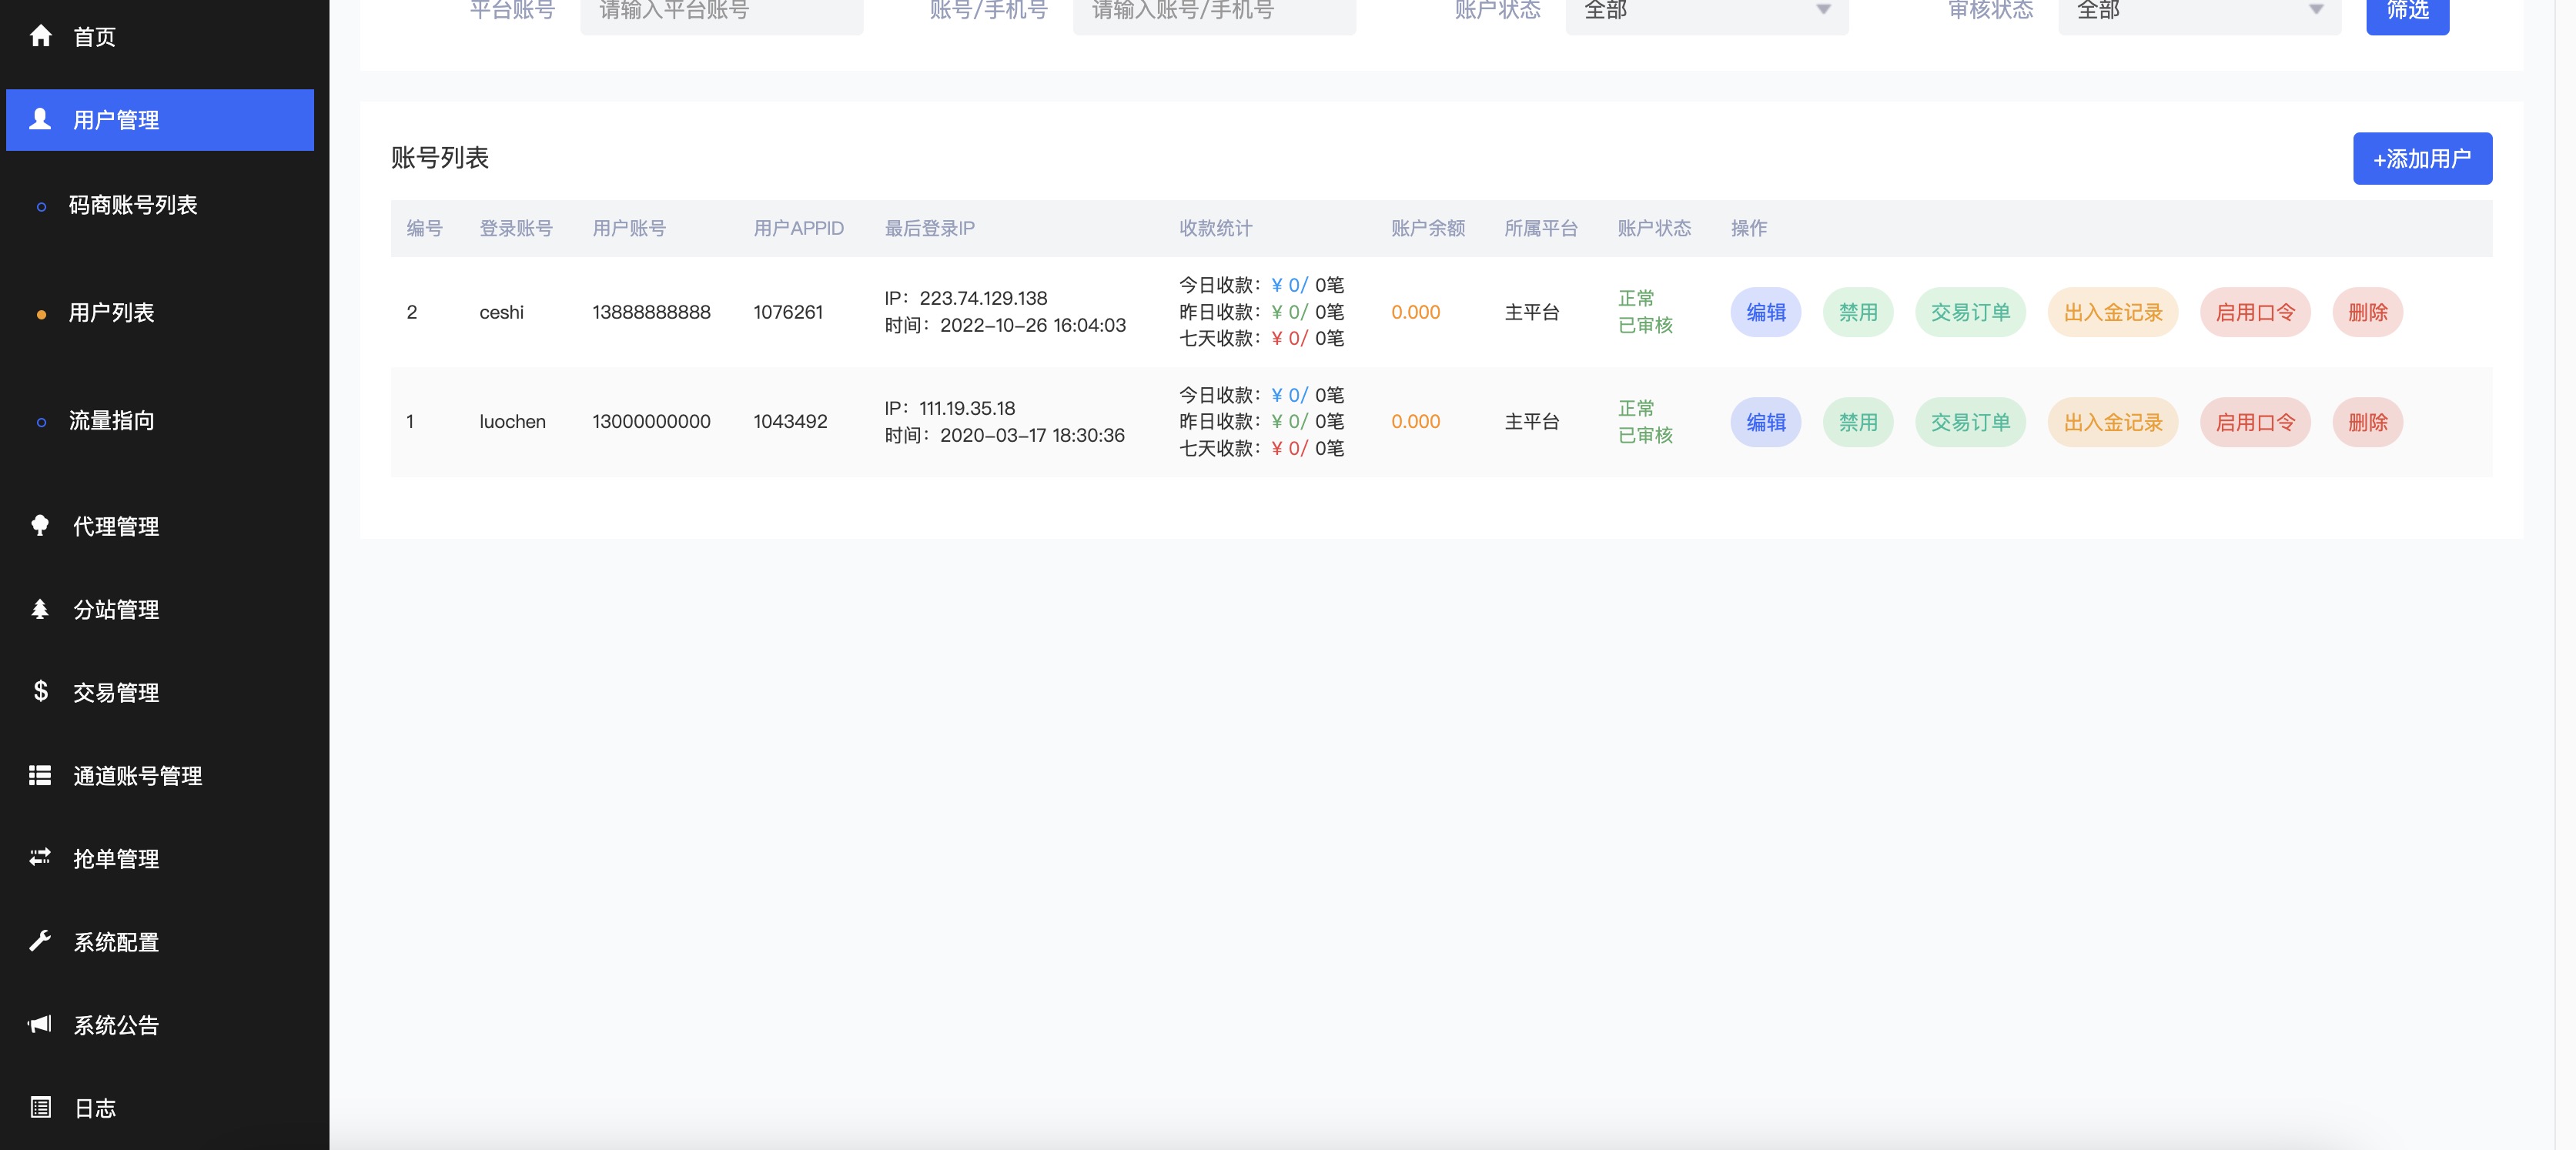 首页
用户管理
码商账号列表
用户列表
流量指向
代理管理
分站管理
交易管理
通道账号管理
抢单管理
系统配置
系统公告
日志
平台账号 请输入平台账号 账号/手机号 请输入账号/手机号 账户状态 全部 审核状态 全部 筛选
账号列表 +添加用户
编号 登录账号 用户账号 用户APPID 最后登录IP 收款统计 账户余额 所属平台 账户状态 操作
2 ceshi 13888888888 1076261
IP：223.74.129.138
时间：2022-10-26 16:04:03
今日收款：¥ 0/ 0笔
昨日收款：¥ 0/ 0笔
七天收款：¥ 0/ 0笔
0.000 主平台
正常
已审核
编辑 禁用 交易订单 出入金记录 启用口令 删除
1 luochen 13000000000 1043492
IP：111.19.35.18
时间：2020-03-17 18:30:36
今日收款：¥ 0/ 0笔
昨日收款：¥ 0/ 0笔
七天收款：¥ 0/ 0笔
0.000 主平台
正常
已审核
编辑 禁用 交易订单 出入金记录 启用口令 删除